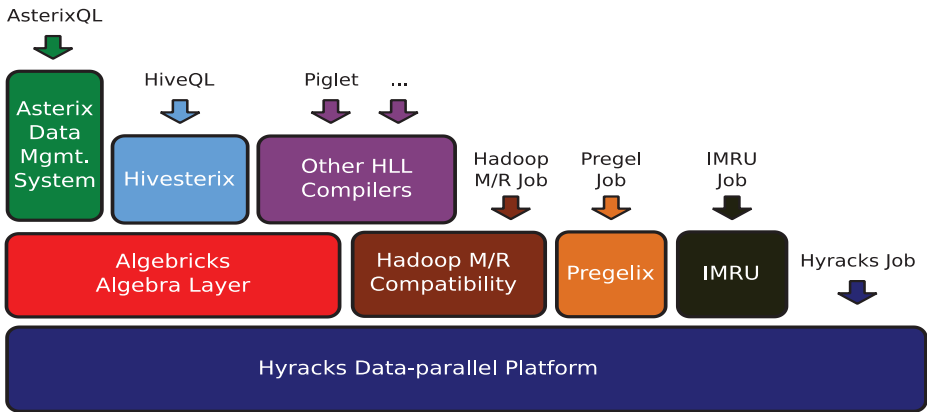 AsterixQL
HiveQL
Piglet
...
Asterix
Data
Mgmt.
System
Hivesterix
Other HLL
Compilers
Hadoop
M/R Job
Pregel
Job
IMRU
Job
Algebricks
Algebra Layer
Hadoop M/R
Compatibility
Pregelix
IMRU
Hyracks Job
Hyracks Data-parallel Platform